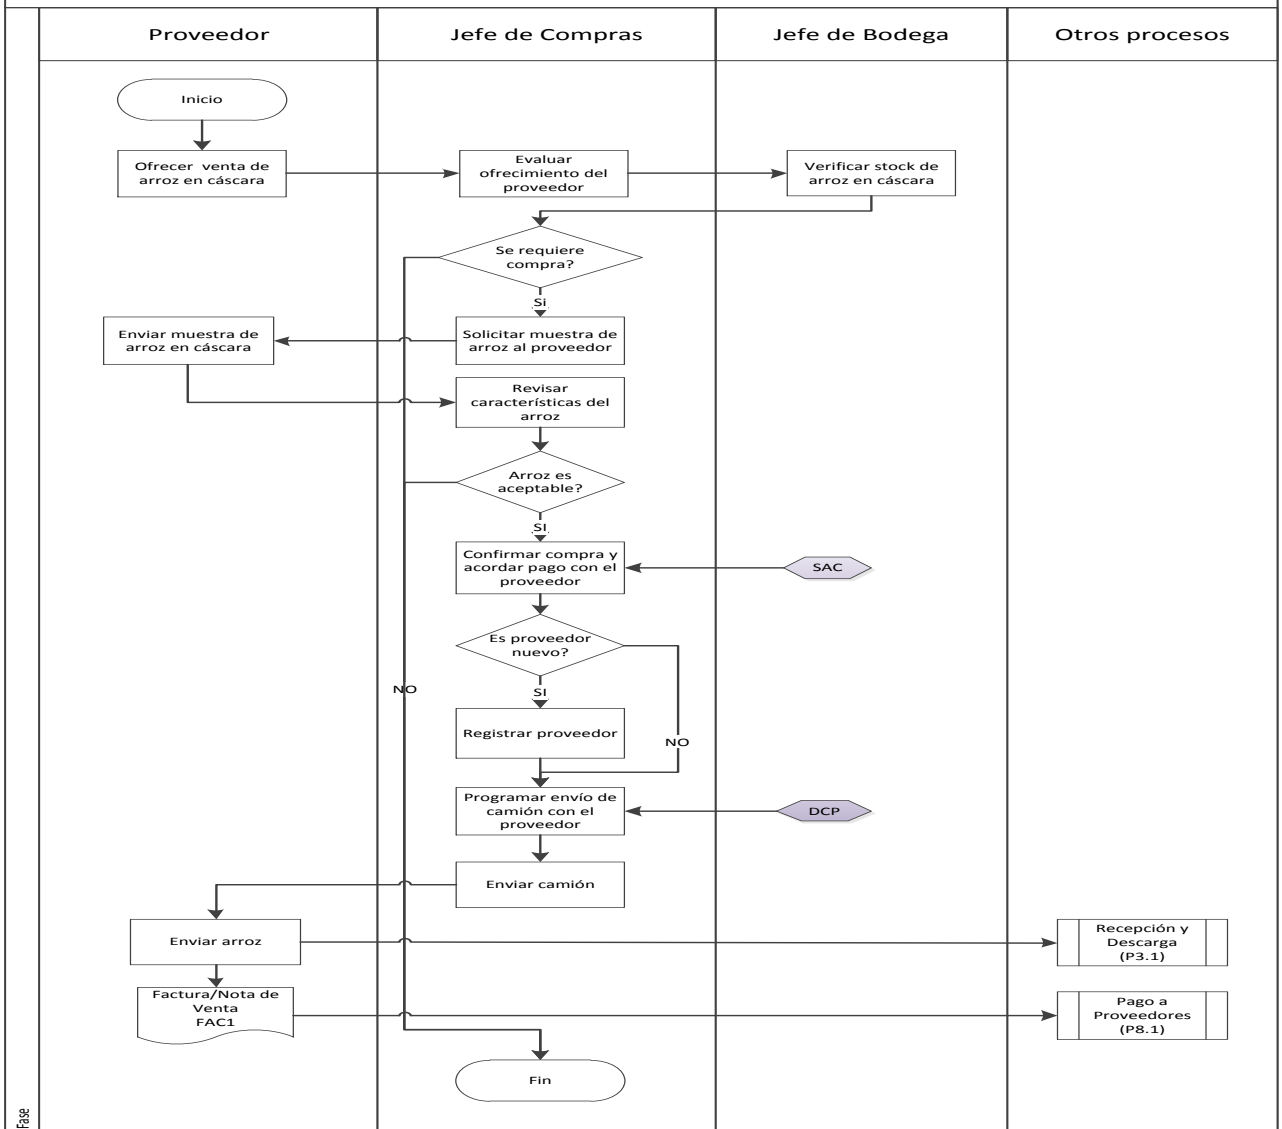 Proveedor
Jefe de Compras
Jefe de Bodega
Otros procesos
Inicio
Ofrecer venta de
arroz en cáscara
Evaluar
ofrecimiento del
proveedor
Verificar stock de
arroz en cáscara
Se requiere
compra?
Si
Enviar muestra de
arroz en cáscara
Solicitar muestra de
arroz al proveedor
Revisar
características del
arroz
Arroz es
aceptable?
SI
Confirmar compra y
acordar pago con el
proveedor
SAC
Es proveedor
nuevo?
NO
SI
Registrar proveedor
NO
Programar envío de
camión con el
proveedor
DCP
Enviar camión
Enviar arroz
Recepción y
Descarga
(P3.1)
Factura/Nota de
Venta
FAC1
Pago a
Proveedores
(P8.1)
Fin
Fase